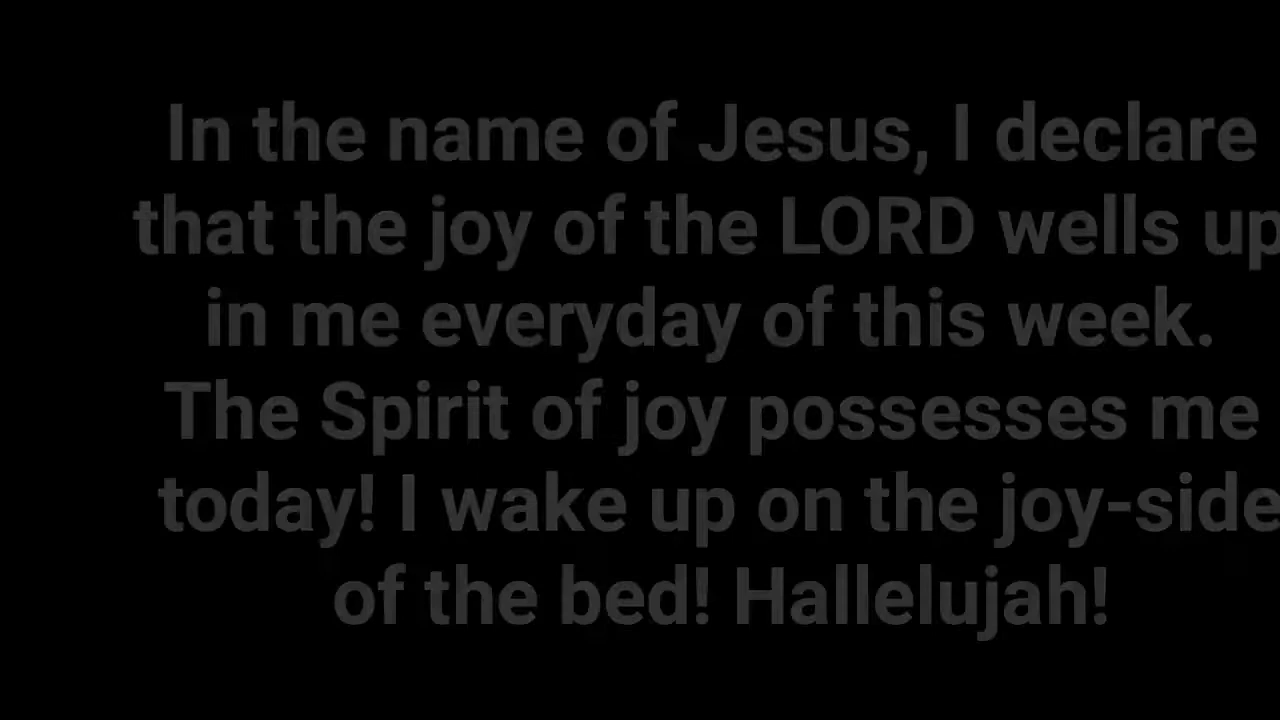 In the name of Jesus, I declare
that the joy of the LORD wells up
in me everyday of this week.
The Spirit of joy possesses me
today! I wake up on the joy-side
of the bed! Hallelujah!